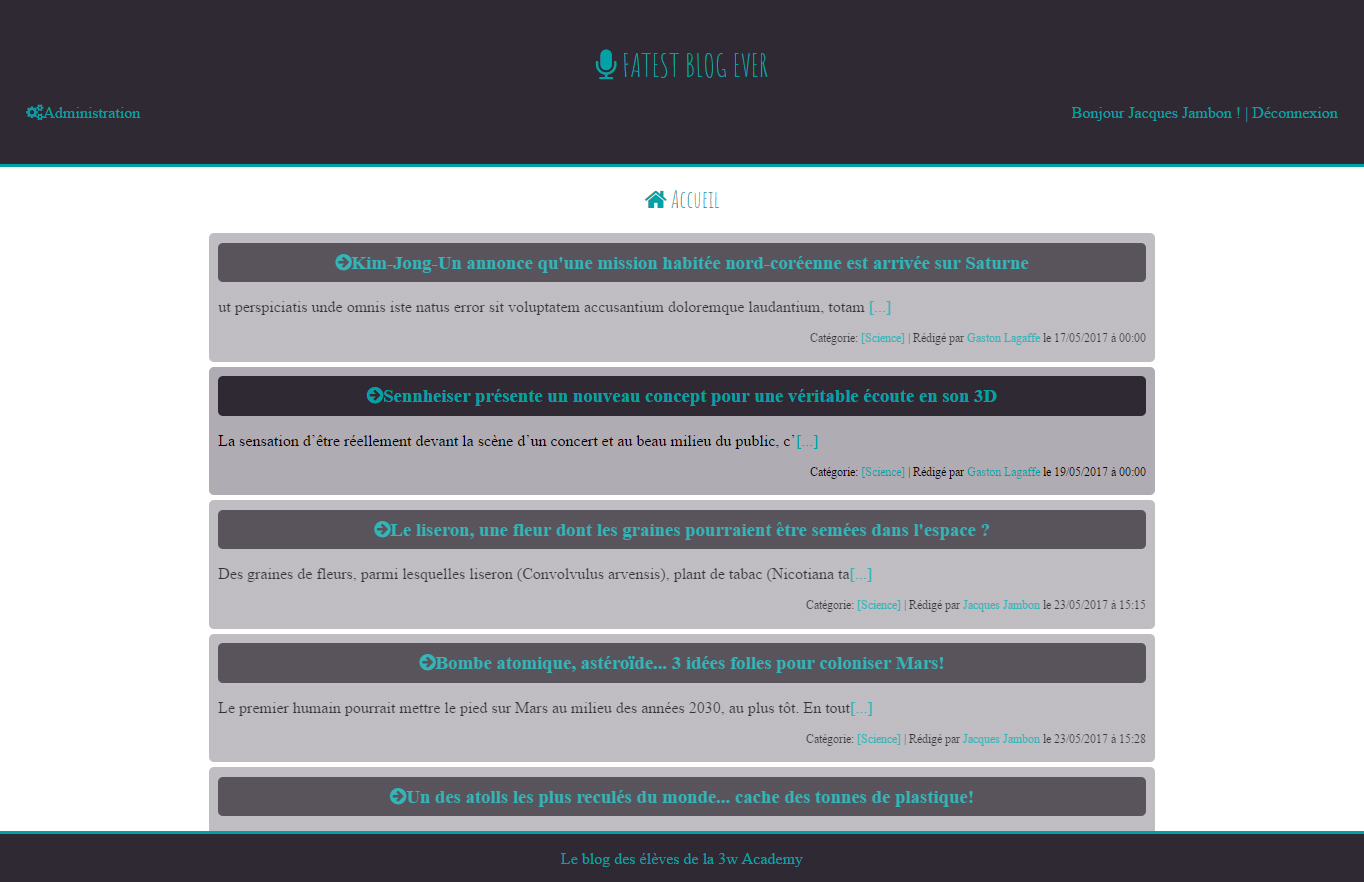 FATEST BLOG EVER
Administration
Bonjour Jacques Jambon ! | Déconnexion
Accueil
Kim-Jong-Un annonce qu'une mission habitée nord-coréenne est arrivée sur Saturne
ut perspiciatis unde omnis iste natus error sit voluptatem accusantium doloremque laudantium, totam [...]
Catégorie: [Science] | Rédigé par Gaston Lagaffe le 17/05/2017 à 00:00
Sennheiser présente un nouveau concept pour une véritable écoute en son 3D
La sensation d’être réellement devant la scène d’un concert et au beau milieu du public, c’[...]
Catégorie: [Science] | Rédigé par Gaston Lagaffe le 19/05/2017 à 00:00
Le liseron, une fleur dont les graines pourraient être semées dans l'espace ?
Des graines de fleurs, parmi lesquelles liseron (Convolvulus arvensis), plant de tabac (Nicotiana ta[...]
Catégorie: [Science] | Rédigé par Jacques Jambon le 23/05/2017 à 15:15
Bombe atomique, astéroïde... 3 idées folles pour coloniser Mars!
Le premier humain pourrait mettre le pied sur Mars au milieu des années 2030, au plus tôt. En tout[...]
Catégorie: [Science] | Rédigé par Jacques Jambon le 23/05/2017 à 15:28
Un des atolls les plus reculés du monde... cache des tonnes de plastique!
Le blog des élèves de la 3w Academy